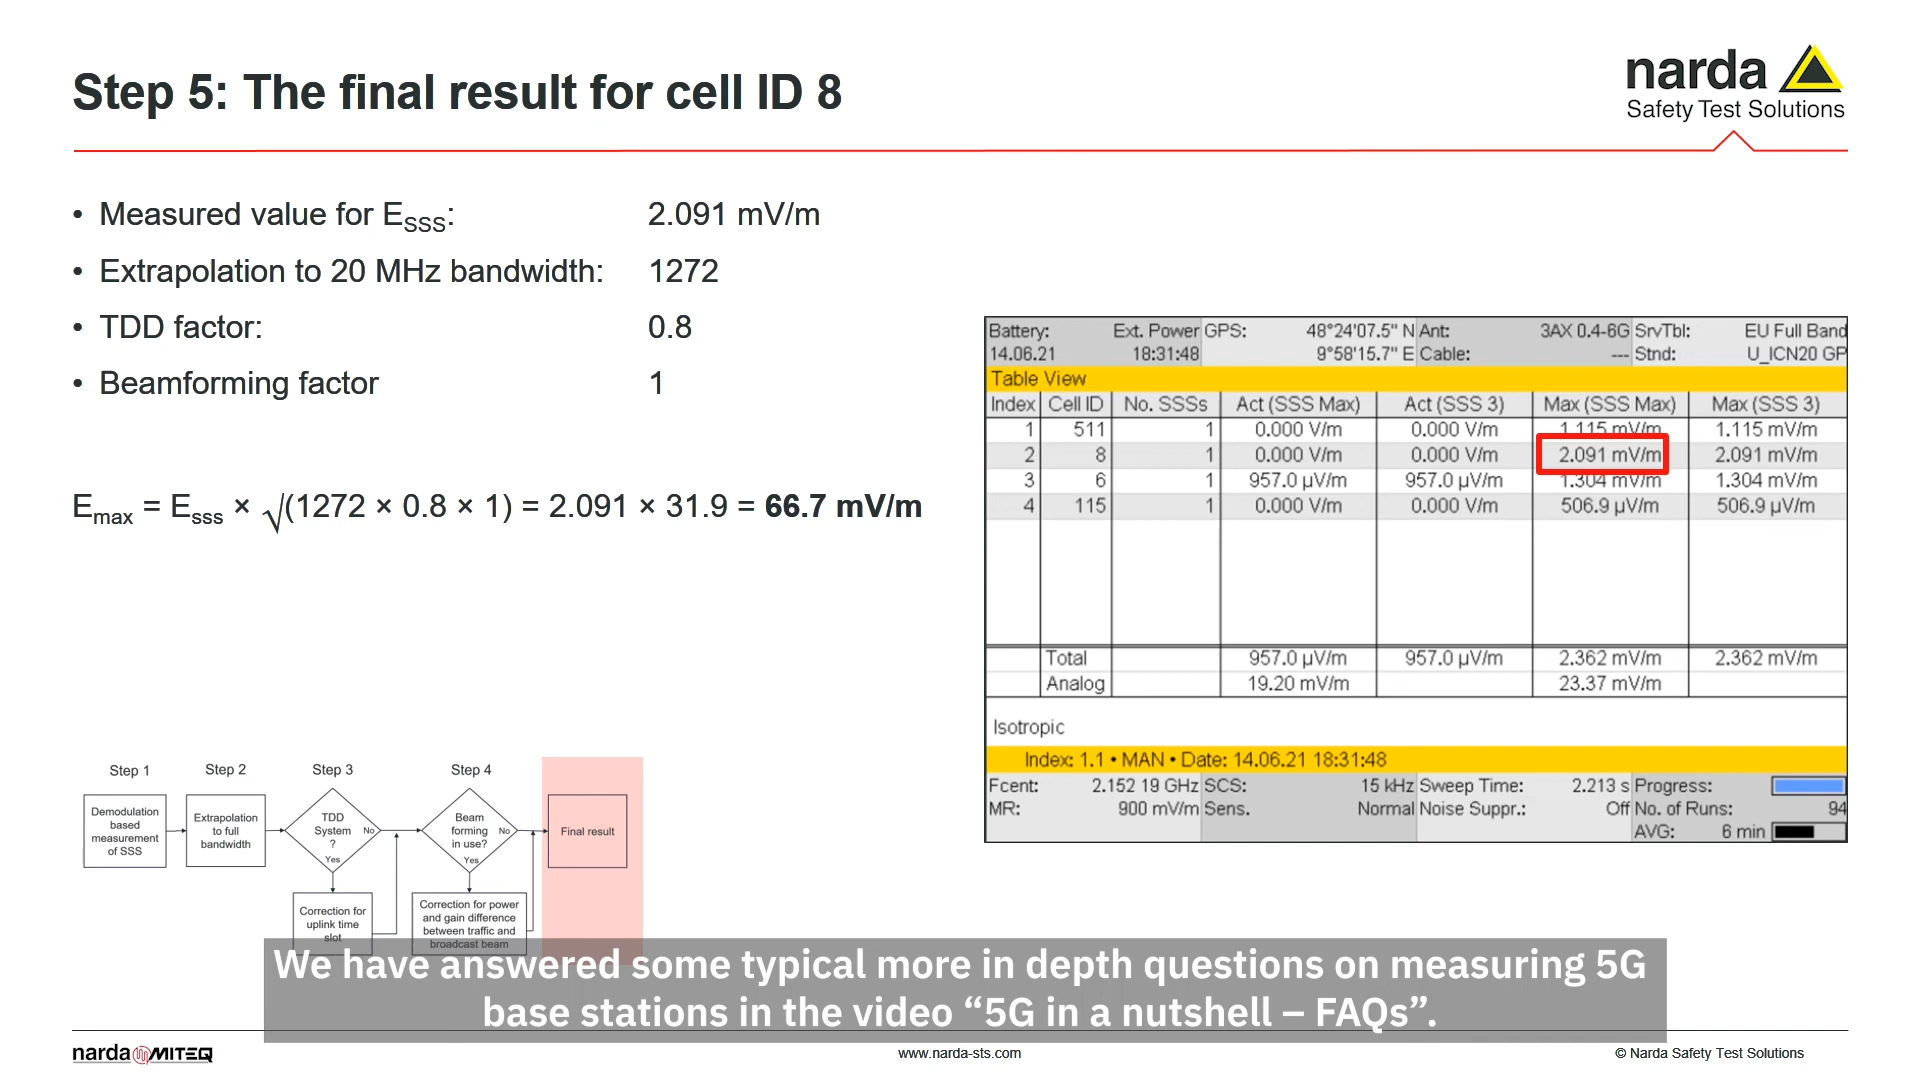 Step 5: The final result for cell ID 8
narda
Safety Test Solutions
• Measured value for ESSS: 2.091 mV/m
• Extrapolation to 20 MHz bandwidth: 1272
• TDD factor: 0.8
• Beamforming factor 1
Emax = Esss × √(1272 × 0.8 × 1) = 2.091 × 31.9 = 66.7 mV/m
Battery: Ext. Power GPS: 48°24'07.5" N Ant: 3AX 0.4-6G SrvTbl: EU Full Band
14.06.21 18:31:48 9°58'15.7" E Cable: --- Stnd: U_ICN20 GP
Table View
Index Cell ID No. SSSs Act (SSS Max) Act (SSS 3) Max (SSS Max) Max (SSS 3)
1 511 1 0.000 V/m 0.000 V/m 1.115 mV/m 1.115 mV/m
2 8 1 0.000 V/m 0.000 V/m 2.091 mV/m 2.091 mV/m
3 6 1 957.0 µV/m 957.0 µV/m 1.304 mV/m 1.304 mV/m
4 115 1 0.000 V/m 0.000 V/m 506.9 µV/m 506.9 µV/m
Total 957.0 µV/m 957.0 µV/m 2.362 mV/m 2.362 mV/m
Analog 19.20 mV/m 23.37 mV/m
Isotropic
Index: 1.1 • MAN • Date: 14.06.21 18:31:48
Fcent: 2.152 19 GHz SCS: 15 kHz Sweep Time: 2.213 s Progress:
MR: 900 mV/m Sens. Normal Noise Suppr.: Off No. of Runs: 94
AVG: 6 min
Step 1
Step 2
Step 3
Step 4
Demodulation
based
measurement
of SSS
Extrapolation
to full
bandwidth
TDD
System
?
No
Yes
Beam
forming
in use?
No
Yes
Final result
Correction for
uplink time
slot
Correction for power
and gain difference
between traffic and
broadcast beam
We have answered some typical more in depth questions on measuring 5G
base stations in the video “5G in a nutshell – FAQs”.
narda MITEQ
www.narda-sts.com
© Narda Safety Test Solutions